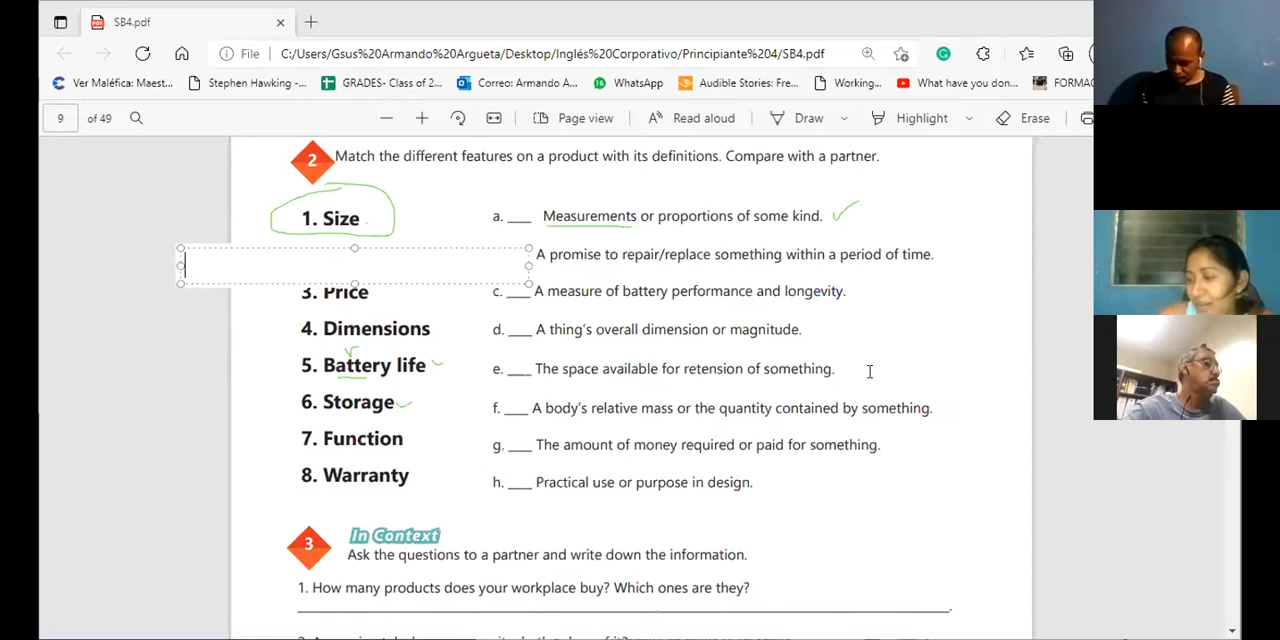 SB4.pdf
File C:/Users/Gsus%20Armando%20Argueta/Desktop/Inglés%20Corporativo/Principiante%204/SB4.pdf
Ver Maléfica: Maest... Stephen Hawking -... GRADES- Class of 2... Correo: Armando A... WhatsApp Audible Stories: Fre... Working... What have you don... FORMAC
9 of 49 Page view Read aloud Draw Highlight Erase
2 Match the different features on a product with its definitions. Compare with a partner.
1. Size a. ____ Measurements or proportions of some kind.
A promise to repair/replace something within a period of time.
3. Price c. ____ A measure of battery performance and longevity.
4. Dimensions d. ____ A thing's overall dimension or magnitude.
5. Battery life e. ____ The space available for retension of something.
6. Storage f. ____ A body's relative mass or the quantity contained by something.
7. Function g. ____ The amount of money required or paid for something.
8. Warranty h. ____ Practical use or purpose in design.
3 In Context
Ask the questions to a partner and write down the information.
1. How many products does your workplace buy? Which ones are they?